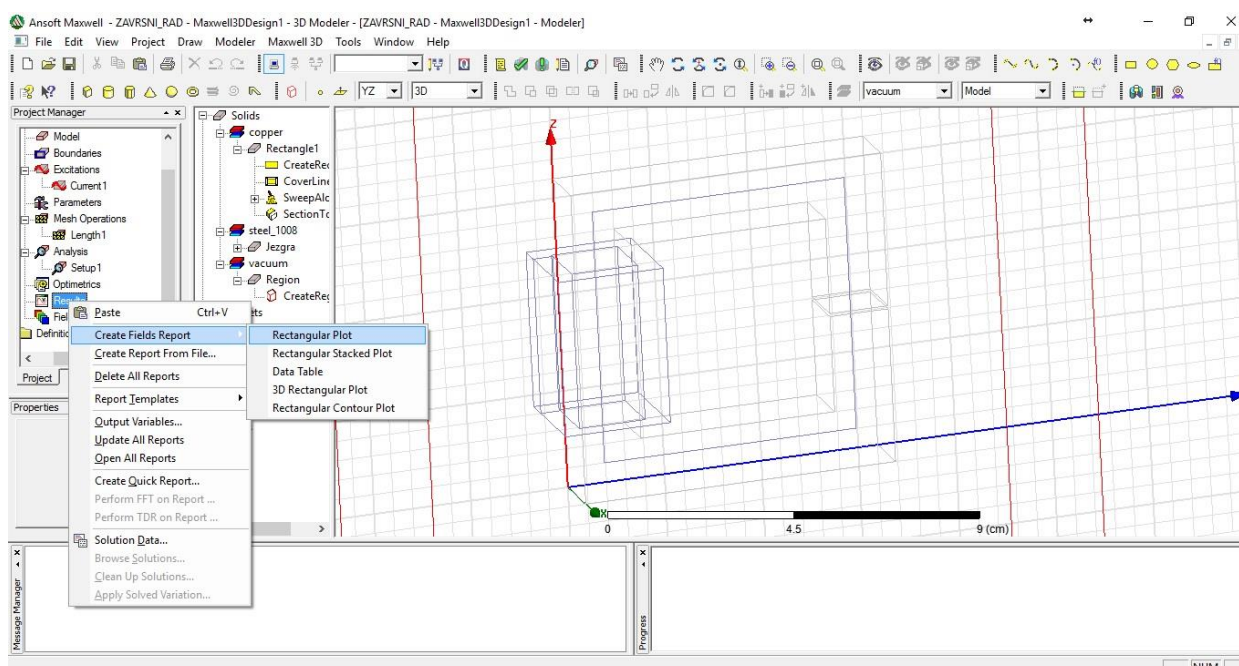 Ansoft Maxwell - ZAVRSNI_RAD - Maxwell3DDesign1 - 3D Modeler - [ZAVRSNI_RAD - Maxwell3DDesign1 - Modeler]
File Edit View Project Draw Modeler Maxwell 3D Tools Window Help
YZ 3D vacuum Model
Project Manager
Model
Boundaries
Excitations
Current1
Parameters
Mesh Operations
Length1
Analysis
Setup1
Optimetrics
Results
Fiel
Definitio
Project
Properties
Solids
copper
Rectangle1
CreateRec
CoverLine
SweepAlc
SectionTo
steel_1008
Jezgra
vacuum
Region
CreateReg
ets
Paste Ctrl+V
Create Fields Report
Create Report From File...
Delete All Reports
Report Templates
Output Variables...
Update All Reports
Open All Reports
Create Quick Report...
Perform FFT on Report ...
Perform TDR on Report ...
Solution Data...
Browse Solutions...
Clean Up Solutions...
Apply Solved Variation...
Rectangular Plot
Rectangular Stacked Plot
Data Table
3D Rectangular Plot
Rectangular Contour Plot
Z
X
0 4.5 9 (cm)
Message Manager
Progress
NUM